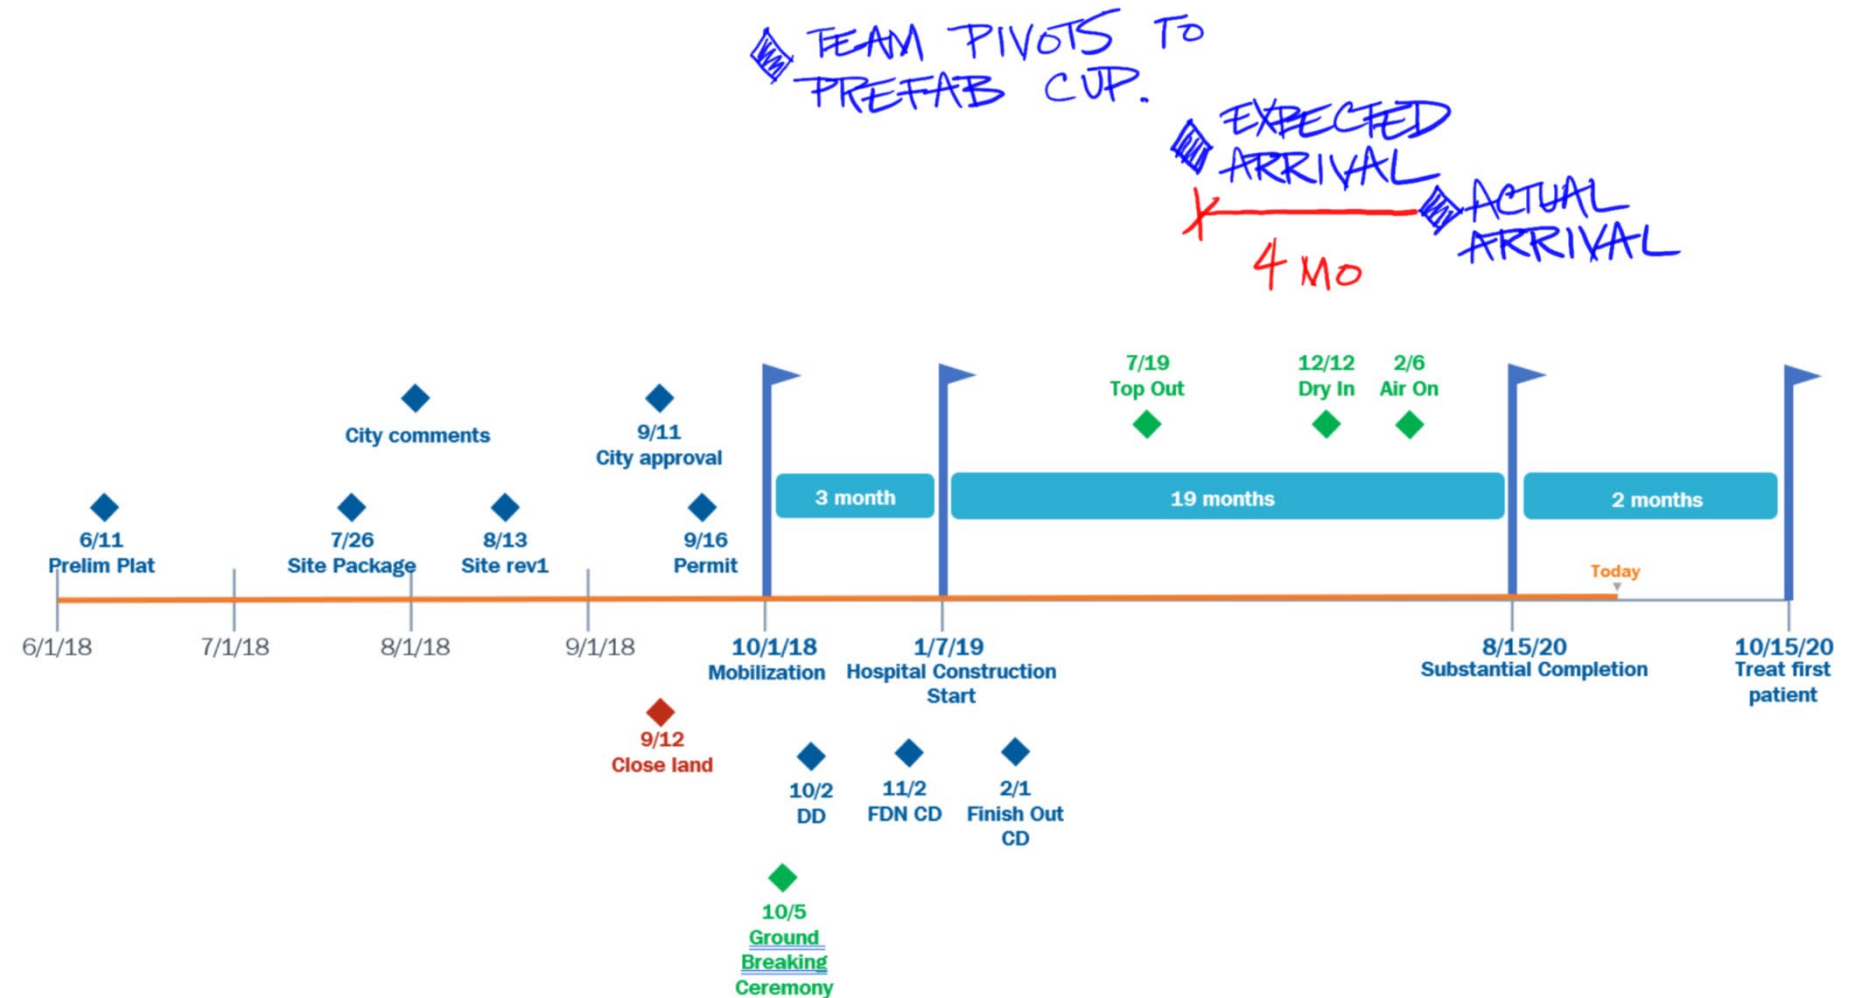 TEAM PIVOTS TO
PREFAB CUP.
EXPECTED
ARRIVAL
ACTUAL
ARRIVAL
4 MO
7/19
Top Out
12/12
Dry In
2/6
Air On
City comments
9/11
City approval
3 month
19 months
2 months
6/11
Prelim Plat
7/26
Site Package
8/13
Site rev1
9/16
Permit
Today
6/1/18
7/1/18
8/1/18
9/1/18
10/1/18
Mobilization
1/7/19
Hospital Construction
Start
8/15/20
Substantial Completion
10/15/20
Treat first
patient
9/12
Close land
10/2
DD
11/2
FDN CD
2/1
Finish Out
CD
10/5
Ground
Breaking
Ceremony